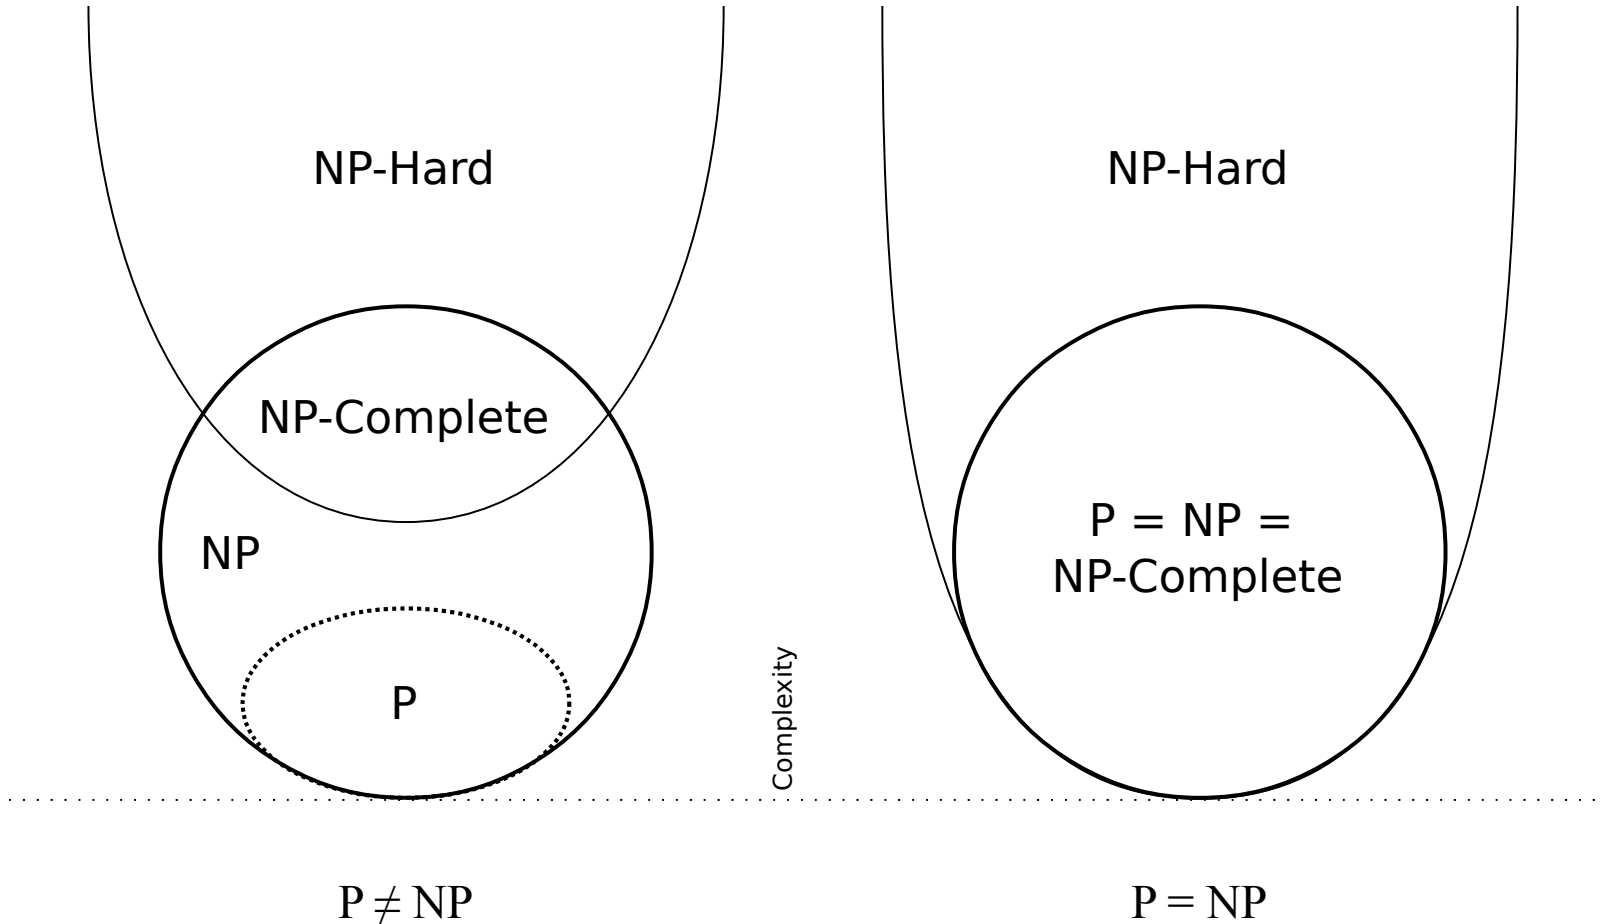 NP-Hard
NP-Complete
NP
P
P ≠ NP
Complexity
NP-Hard
P = NP =
NP-Complete
P = NP